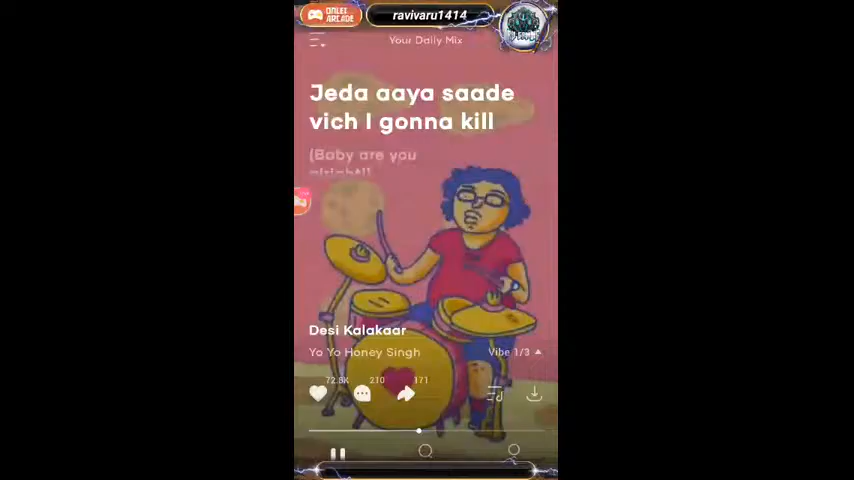 OMLET
ARCADE
ravivaru1414
Your Daily Mix
Jeda aaya saade
vich I gonna kill
(Baby are you
Desi Kalakaar
Yo Yo Honey Singh
Vibe 1/3
72.8K
210
171